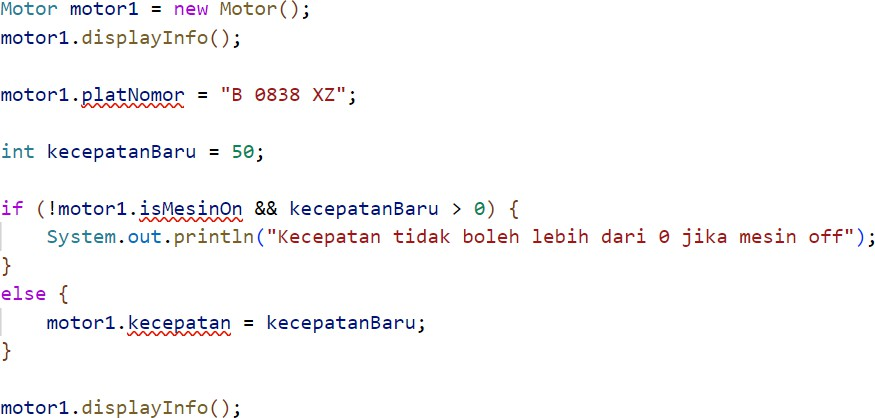 Motor motor1 = new Motor();
motor1.displayInfo();
motor1.platNomor = "B 0838 XZ";
int kecepatanBaru = 50;
if (!motor1.isMesinOn && kecepatanBaru > 0) {
System.out.println("Kecepatan tidak boleh lebih dari 0 jika mesin off");
}
else {
motor1.kecepatan = kecepatanBaru;
}
motor1.displayInfo();